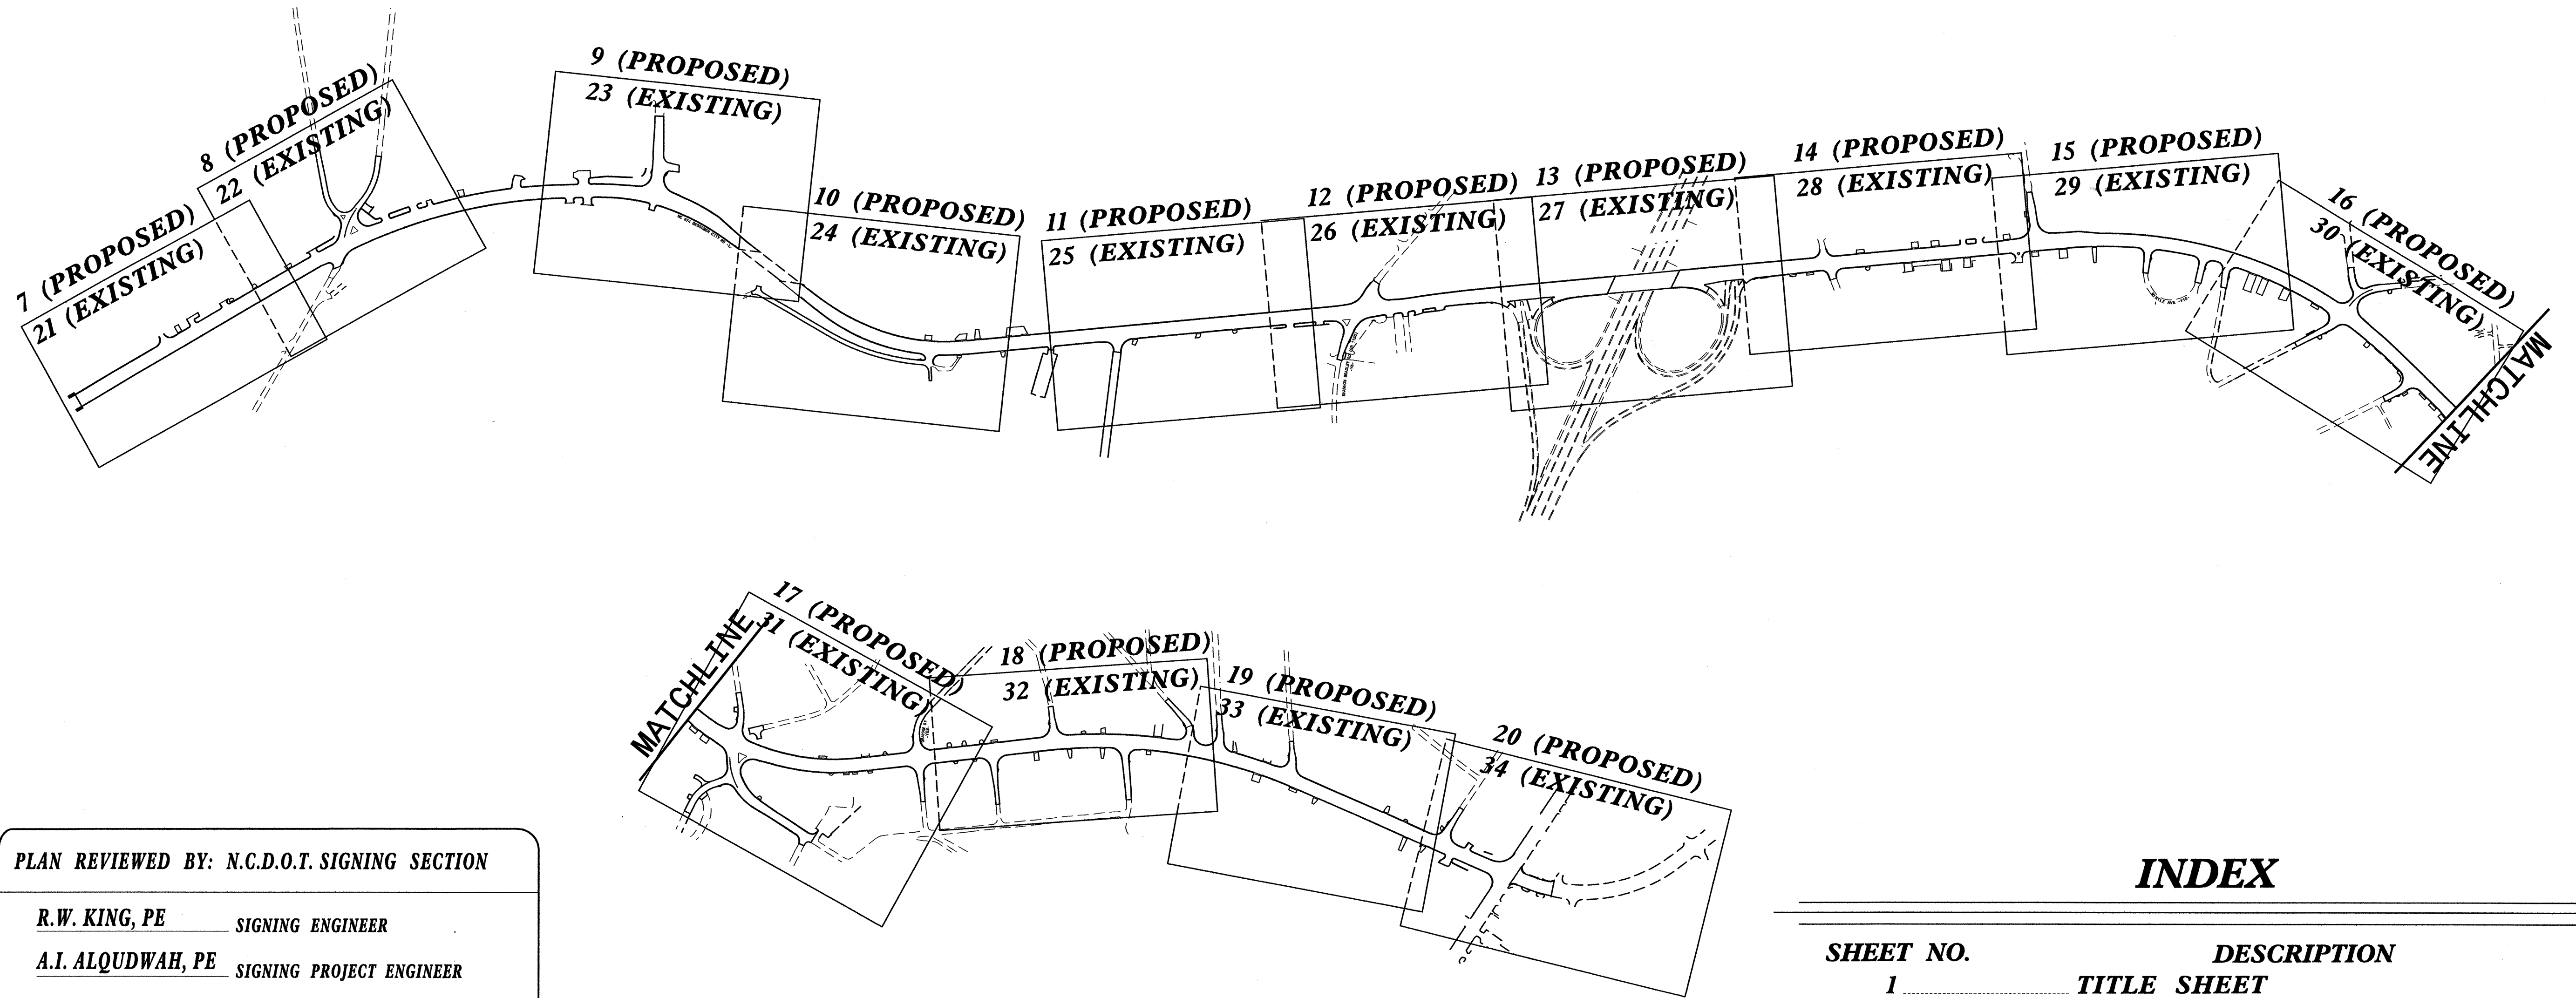 7 (PROPOSED)
21 (EXISTING)
8 (PROPOSED)
22 (EXISTING)
9 (PROPOSED)
23 (EXISTING)
10 (PROPOSED)
24 (EXISTING)
11 (PROPOSED)
25 (EXISTING)
12 (PROPOSED)
26 (EXISTING)
13 (PROPOSED)
27 (EXISTING)
14 (PROPOSED)
28 (EXISTING)
15 (PROPOSED)
29 (EXISTING)
16 (PROPOSED)
30 (EXISTING)
MATCHLINE
MATCHLINE
17 (PROPOSED)
31 (EXISTING)
18 (PROPOSED)
32 (EXISTING)
19 (PROPOSED)
33 (EXISTING)
20 (PROPOSED)
34 (EXISTING)
PLAN REVIEWED BY: N.C.D.O.T. SIGNING SECTION
R.W. KING, PE SIGNING ENGINEER
A.I. ALQUDWAH, PE SIGNING PROJECT ENGINEER
INDEX
SHEET NO. DESCRIPTION
1 TITLE SHEET